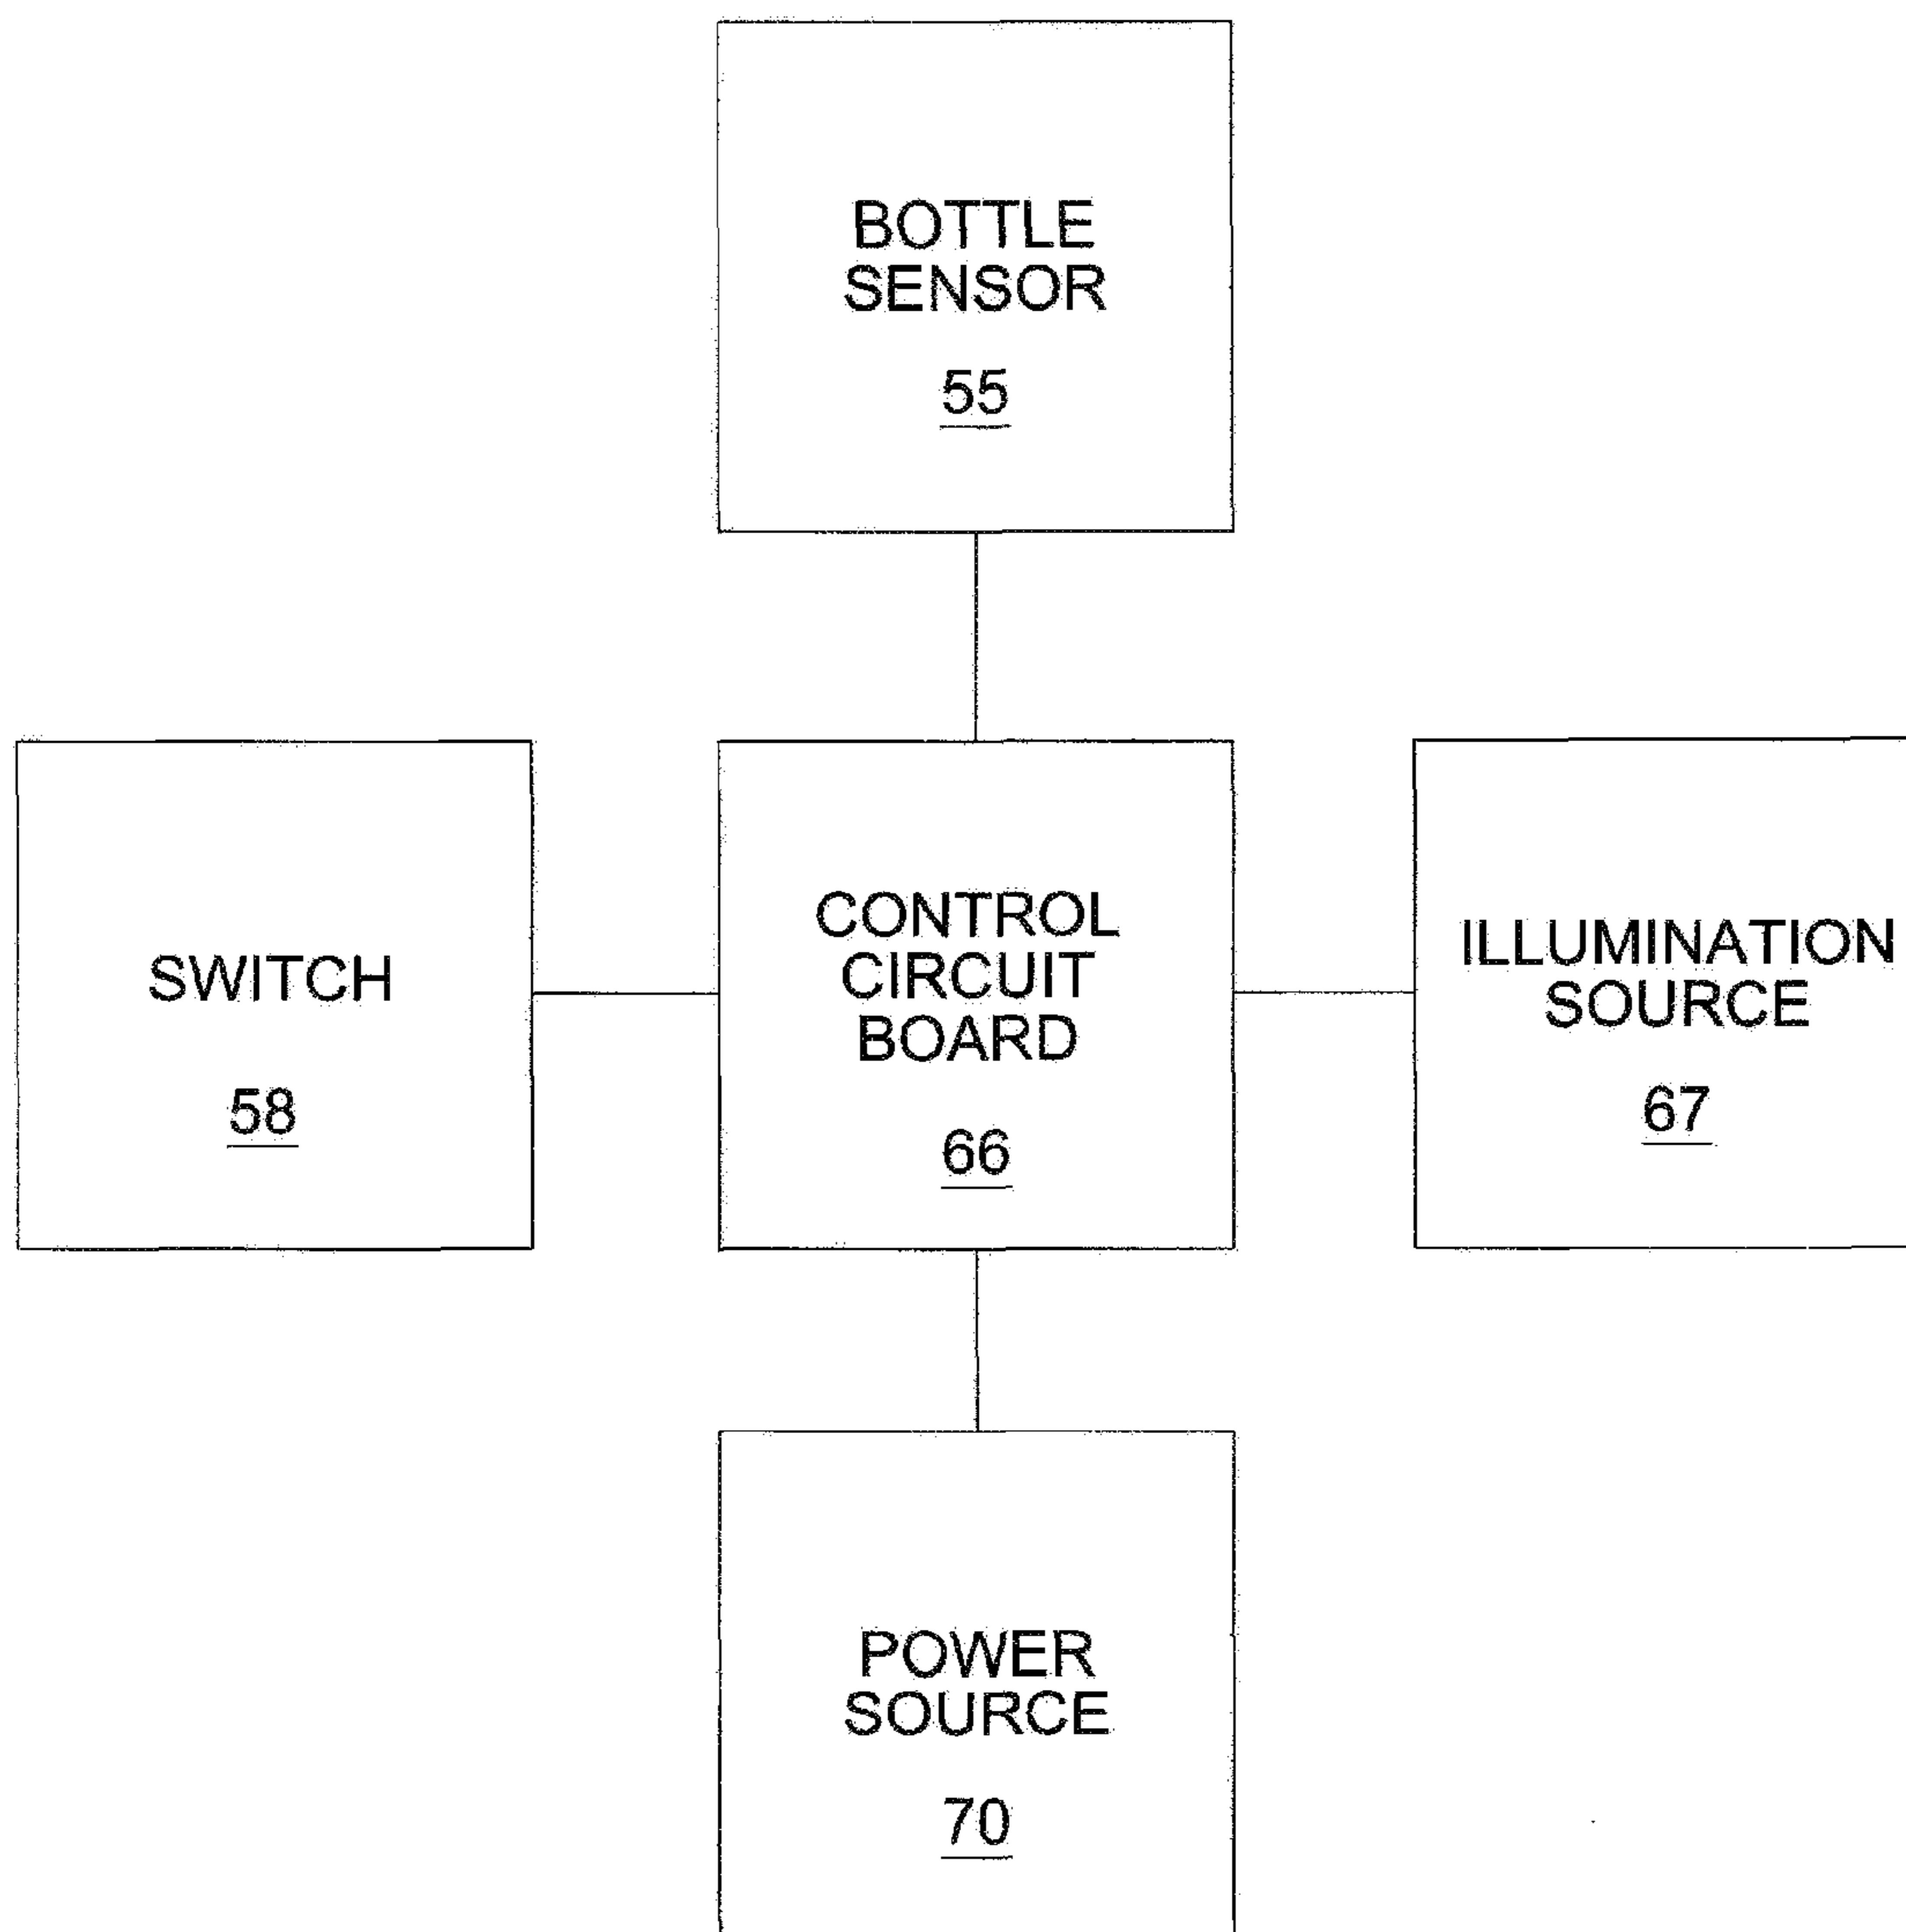 BOTTLE
SENSOR
55
SWITCH
58
CONTROL
CIRCUIT
BOARD
66
ILLUMINATION
SOURCE
67
POWER
SOURCE
70